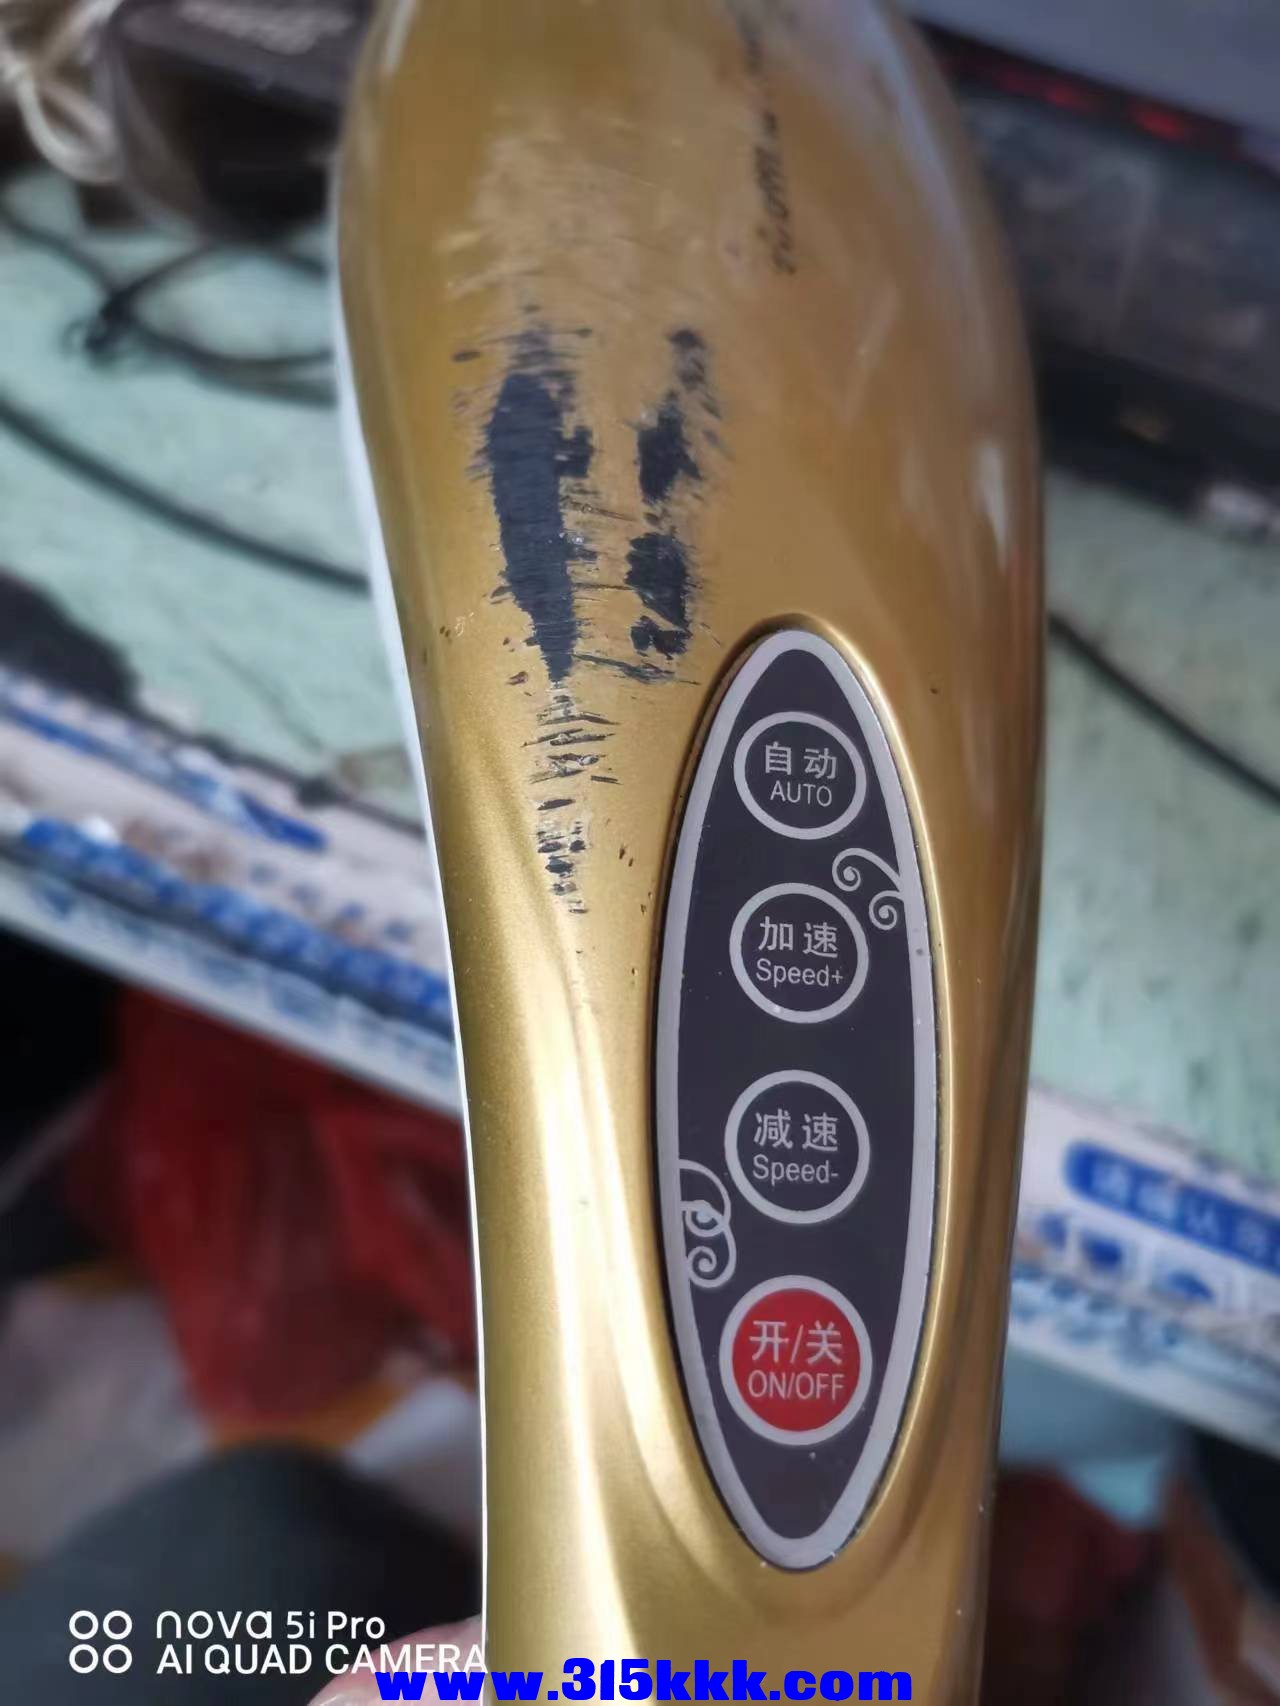 自动
AUTO
加速
Speed+
减速
Speed-
开/关
ON/OFF
nova 5i Pro
AI QUAD CAMERA
www.315kkk.com